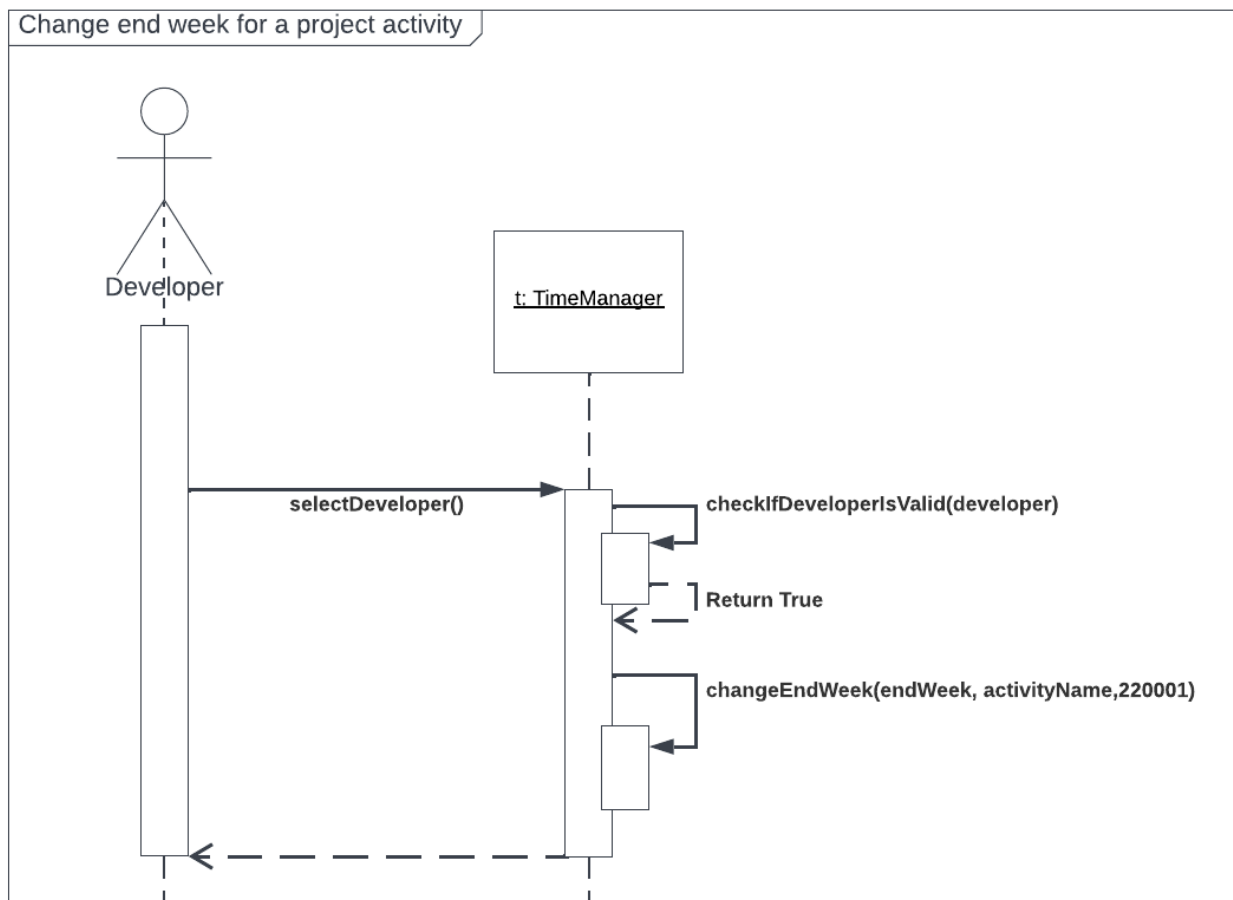 Change end week for a project activity
Developer
t: TimeManager
selectDeveloper()
checkIfDeveloperIsValid(developer)
Return True
changeEndWeek(endWeek, activityName,220001)